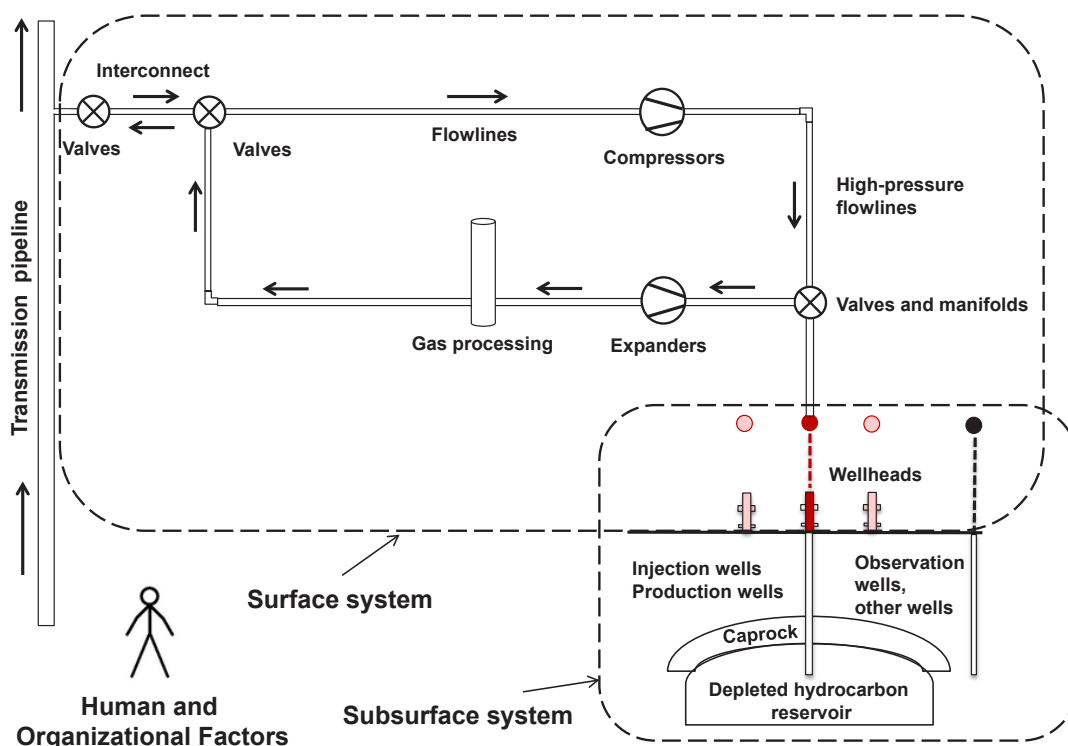 Interconnect
Valves
Valves
Flowlines
Compressors
High-pressure
flowlines
Transmission pipeline
Gas processing
Expanders
Valves and manifolds
Wellheads
Injection wells
Production wells
Observation
wells,
other wells
Surface system
Caprock
Depleted hydrocarbon
reservoir
Subsurface system
Human and
Organizational Factors